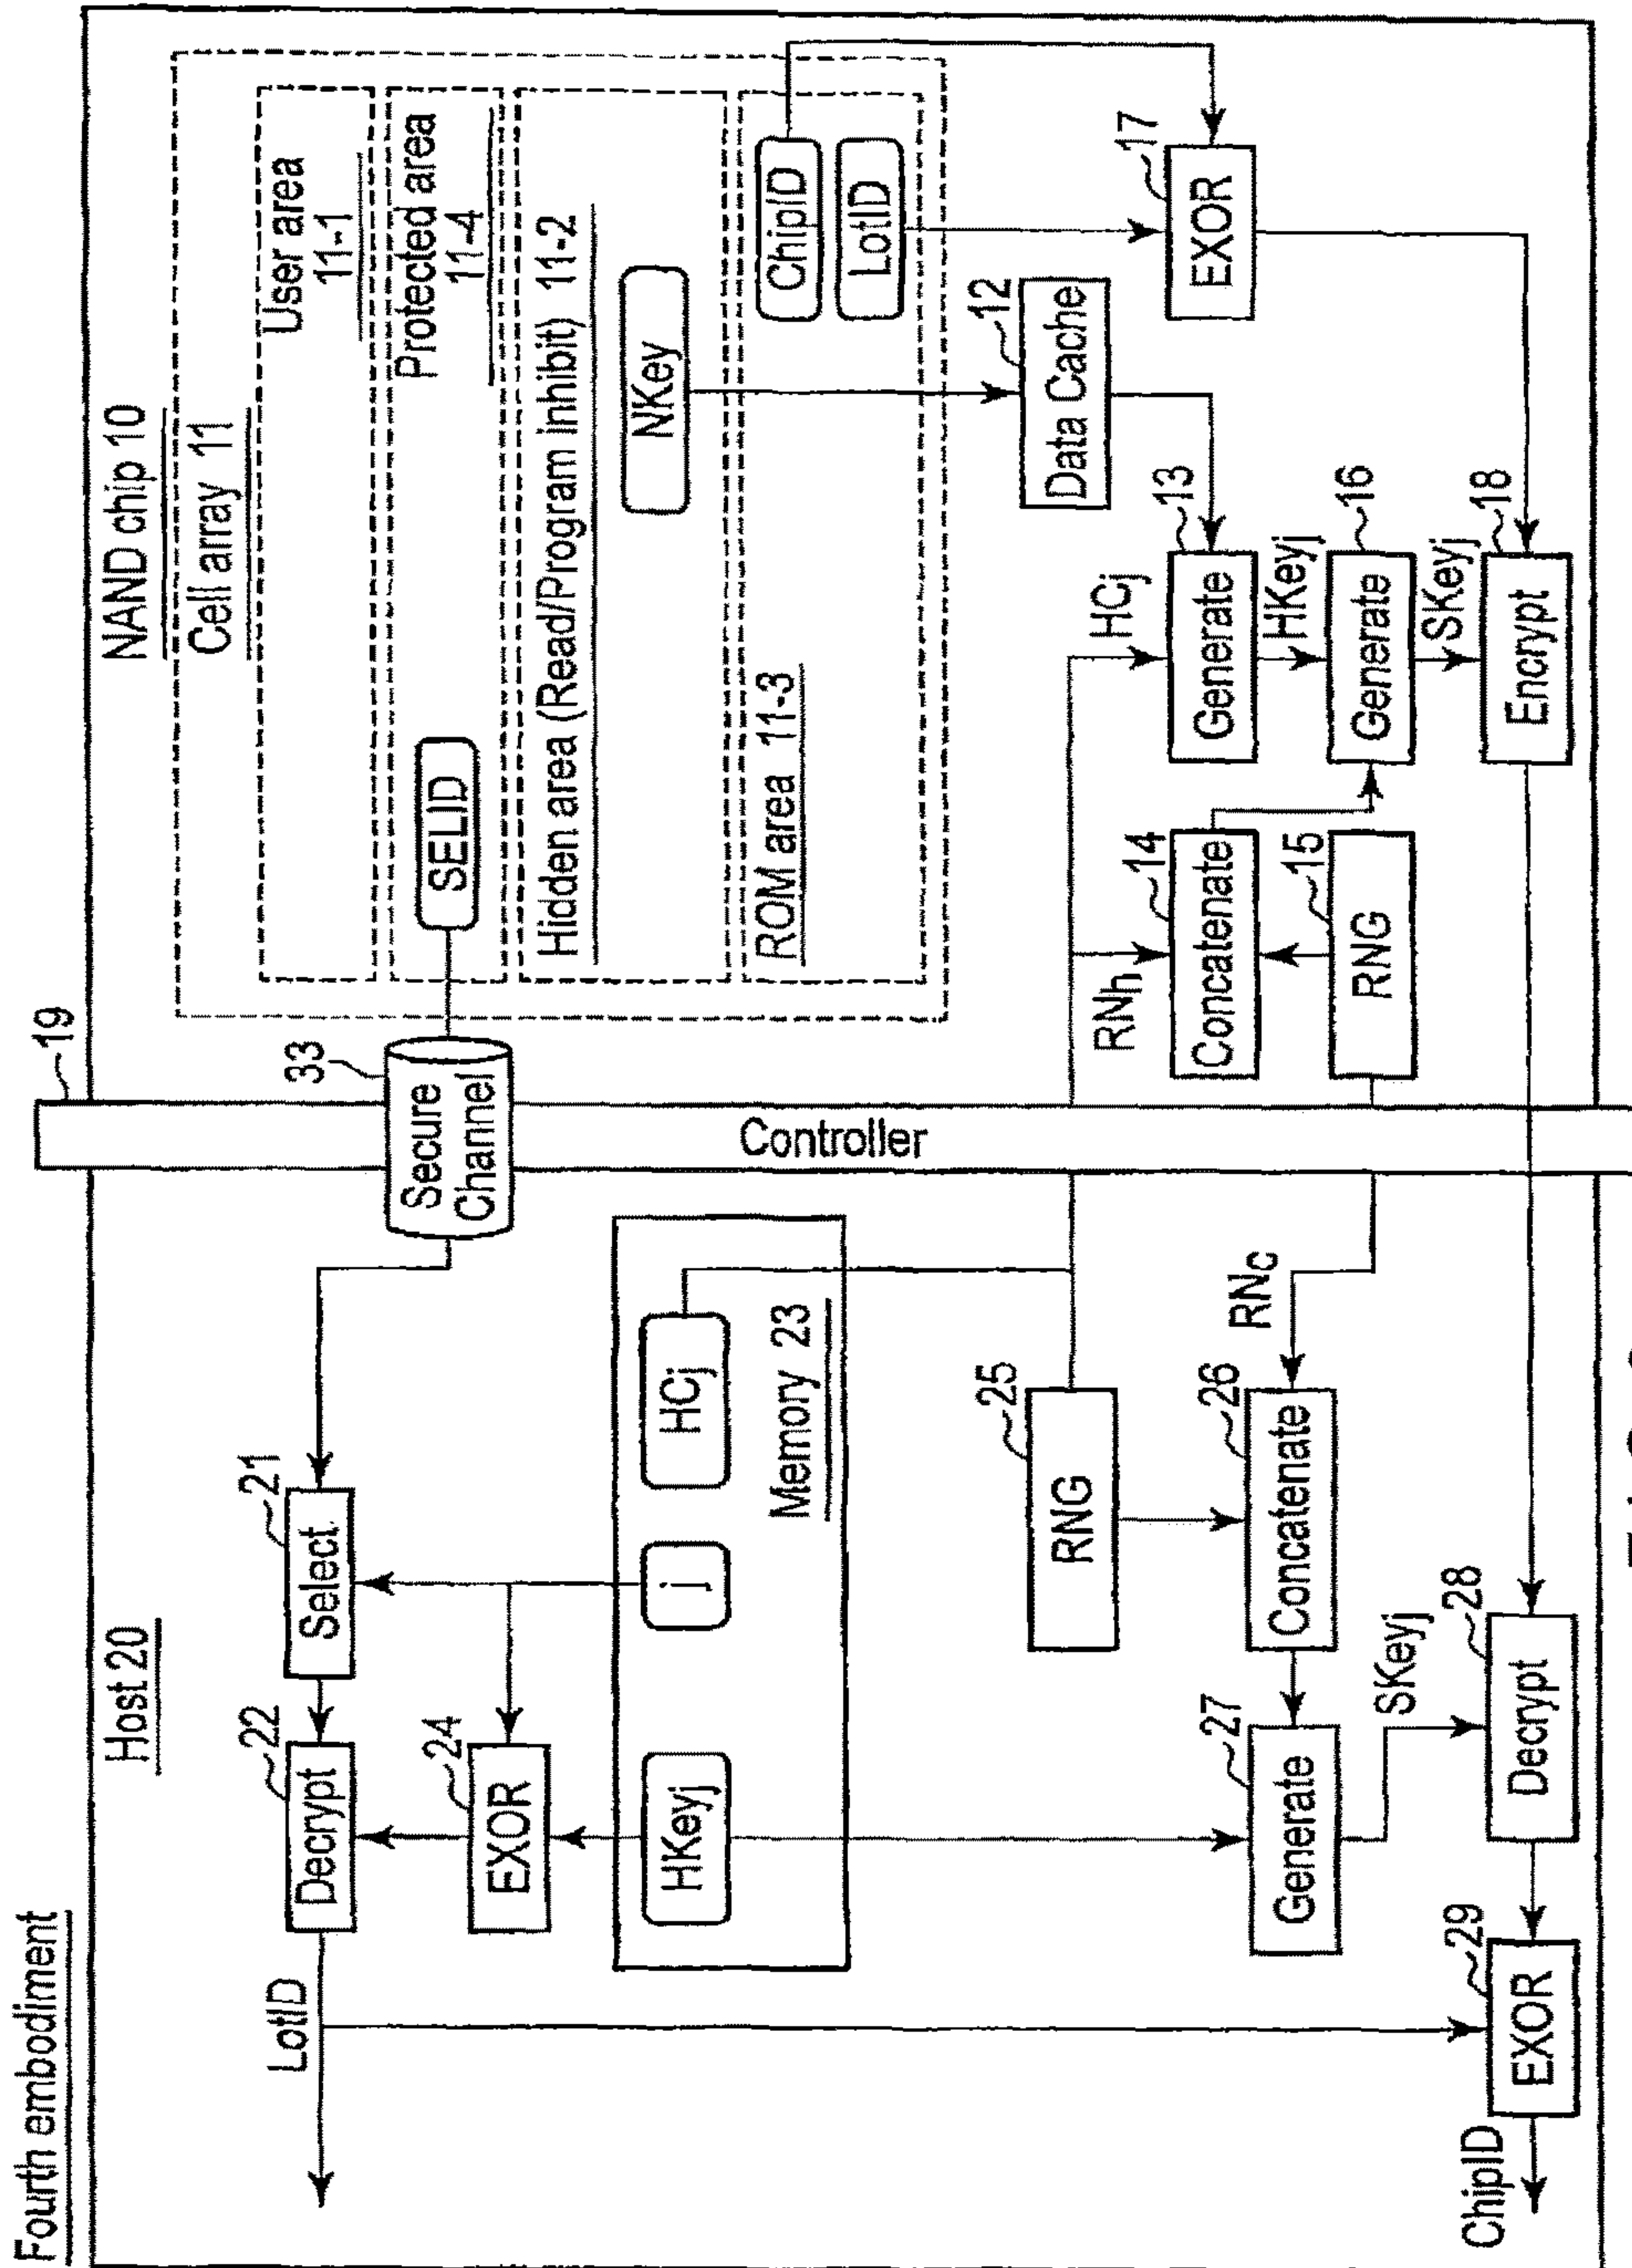 Fourth embodiment
Host 20
NAND chip 10
Cell array 11
User area
11-1
Protected area
11-4
SELID
Hidden area (Read/Program inhibit) 11-2
NKey
ROM area 11-3
ChipID
LotID
19
33
Secure
Channel
Controller
LotID
22
Decrypt
21
Select
24
EXOR
HKeyj
j
HCj
Memory 23
25
RNG
RNc
26
Concatenate
27
Generate
SKeyj
28
Decrypt
29
EXOR
ChipID
12
Data Cache
17
EXOR
HCj
13
Generate
HKeyj
16
Generate
SKeyj
18
Encrypt
RNh
14
Concatenate
15
RNG